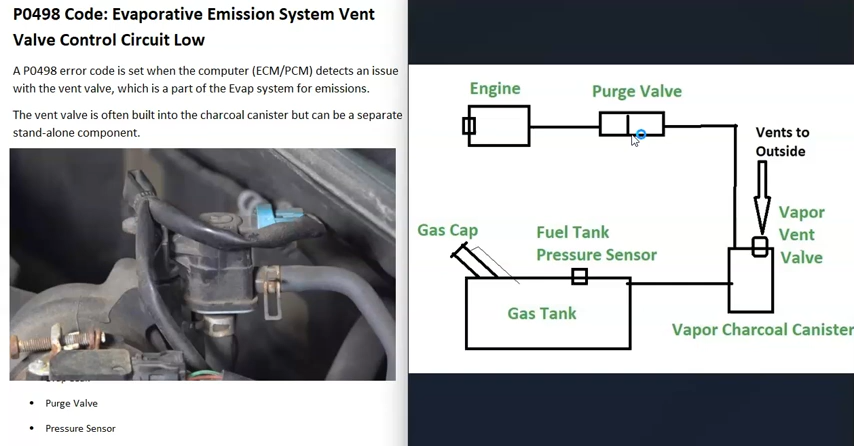 P0498 Code: Evaporative Emission System Vent
Valve Control Circuit Low
A P0498 error code is set when the computer (ECM/PCM) detects an issue
with the vent valve, which is a part of the Evap system for emissions.
The vent valve is often built into the charcoal canister but can be a separate
stand-alone component.
• Purge Valve
• Pressure Sensor
Engine
Purge Valve
Vents to
Outside
Vapor
Vent
Valve
Gas Cap
Fuel Tank
Pressure Sensor
Gas Tank
Vapor Charcoal Canister